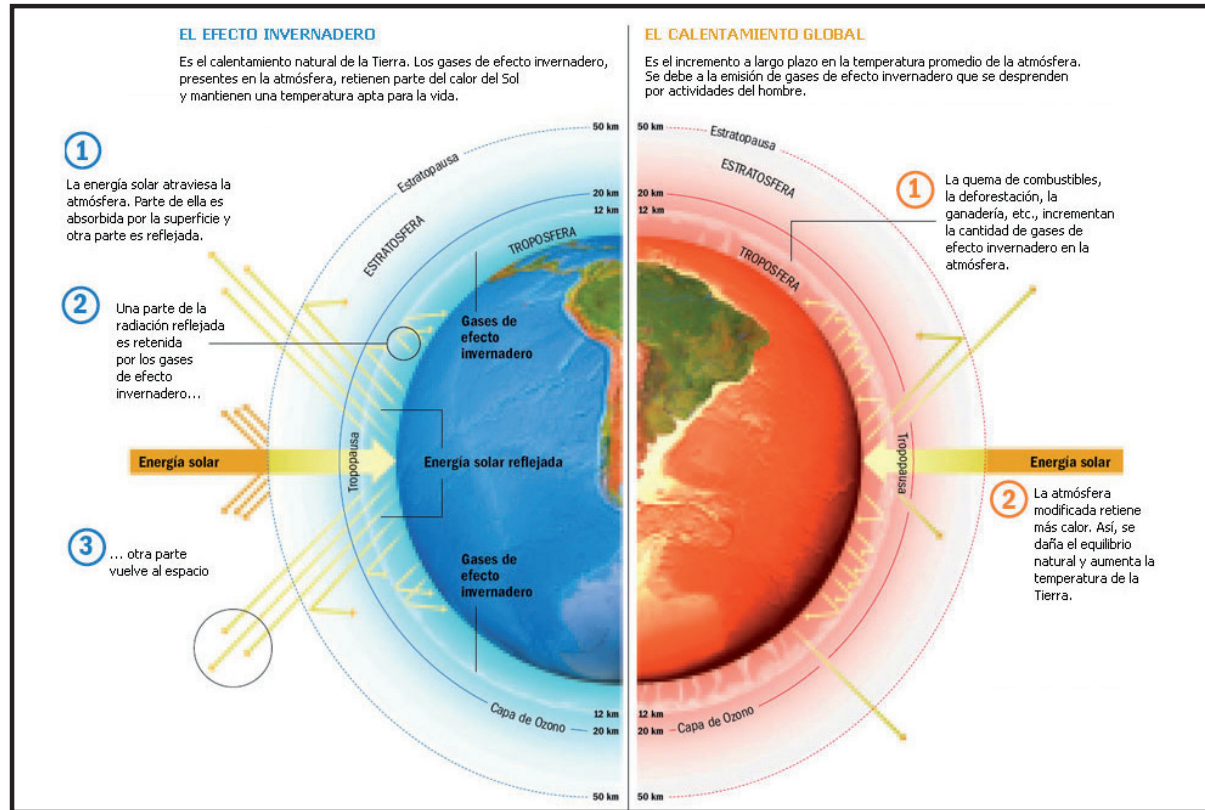 EL EFECTO INVERNADERO
Es el calentamiento natural de la Tierra. Los gases de efecto invernadero,
presentes en la atmósfera, retienen parte del calor del Sol
y mantienen una temperatura apta para la vida.
1
La energía solar atraviesa la
atmósfera. Parte de ella es
absorbida por la superficie y
otra parte es reflejada.
2
Una parte de la
radiación reflejada
es retenida
por los gases
de efecto
invernadero...
Energía solar
3
... otra parte
vuelve al espacio
50 km
Estratopausa
20 km
12 km
ESTRATOSFERA
TROPOSFERA
Gases de
efecto
invernadero
Tropopausa
Energía solar reflejada
Gases de
efecto
invernadero
Capa de Ozono
12 km
20 km
50 km
EL CALENTAMIENTO GLOBAL
Es el incremento a largo plazo en la temperatura promedio de la atmósfera.
Se debe a la emisión de gases de efecto invernadero que se desprenden
por actividades del hombre.
50 km
Estratopausa
ESTRATOSFERA
20 km
12 km
TROPOSFERA
1
La quema de combustibles,
la deforestación, la
ganadería, etc., incrementan
la cantidad de gases de
efecto invernadero en la
atmósfera.
Tropopausa
Energía solar
2
La atmósfera
modificada retiene
más calor. Así, se
daña el equilibrio
natural y aumenta la
temperatura de la
Tierra.
12 km
20 km
Capa de Ozono
50 km